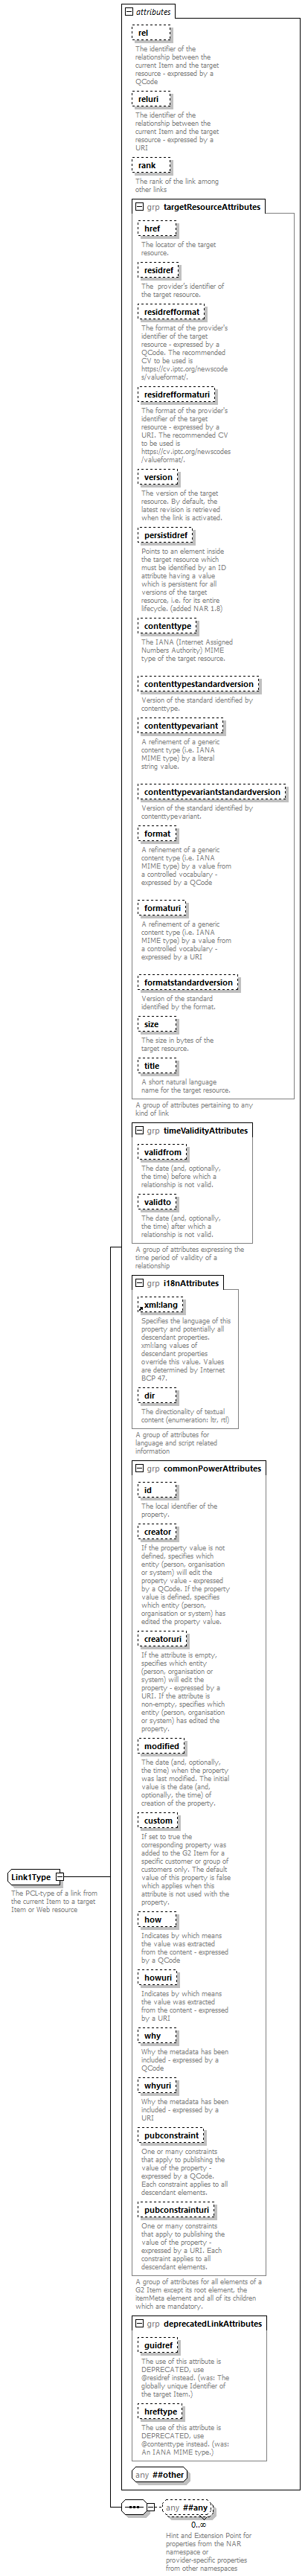 attributes
rel
The identifier of the
relationship between the
current Item and the target
resource - expressed by a
QCode
reluri
The identifier of the
relationship between the
current Item and the target
resource - expressed by a
URI
rank
The rank of the link among
other links
grp targetResourceAttributes
href
The locator of the target
resource.
residref
The provider's identifier of
the target resource.
residrefformat
The format of the provider's
identifier of the target
resource - expressed by a
QCode. The recommended
CV to be used is
https://cv.iptc.org/newscode
s/valueformat/.
residrefformaturi
The format of the provider's
identifier of the target
resource - expressed by a
URI. The recommended CV
to be used is
https://cv.iptc.org/newscodes
/valueformat/.
version
The version of the target
resource. By default, the
latest revision is retrieved
when the link is activated.
persistidref
Points to an element inside
the target resource which
must be identified by an ID
attribute having a value
which is persistent for all
versions of the target
resource, i.e. for its entire
lifecycle. (added NAR 1.8)
contenttype
The IANA (Internet Assigned
Numbers Authority) MIME
type of the target resource.
contenttypestandardversion
Version of the standard identified by
contenttype.
contenttypevariant
A refinement of a generic
content type (i.e. IANA
MIME type) by a literal
string value.
contenttypevariantstandardversion
Version of the standard identified by
contenttypevariant.
format
A refinement of a generic
content type (i.e. IANA
MIME type) by a value from
a controlled vocabulary -
expressed by a QCode
formaturi
A refinement of a generic
content type (i.e. IANA
MIME type) by a value from
a controlled vocabulary -
expressed by a URI
formatstandardversion
Version of the standard
identified by the format.
size
The size in bytes of the
target resource.
title
A short natural language
name for the target resource.
A group of attributes pertaining to any
kind of link
grp timeValidityAttributes
validfrom
The date (and, optionally,
the time) before which a
relationship is not valid.
validto
The date (and, optionally,
the time) after which a
relationship is not valid.
A group of attributes expressing the
time period of validity of a
relationship
grp i18nAttributes
xml:lang
Specifies the language of this
property and potentially all
descendant properties.
xml:lang values of
descendant properties
override this value. Values
are determined by Internet
BCP 47.
dir
The directionality of textual
content (enumeration: ltr, rtl)
A group of attributes for
language and script related
information
grp commonPowerAttributes
id
The local identifier of the
property.
creator
If the property value is not
defined, specifies which
entity (person, organisation
or system) will edit the
property value - expressed
by a QCode. If the property
value is defined, specifies
which entity (person,
organisation or system) has
edited the property value.
creatoruri
If the attribute is empty,
specifies which entity
(person, organisation or
system) will edit the
property - expressed by a
URI. If the attribute is
non-empty, specifies which
entity (person, organisation
or system) has edited the
property.
modified
The date (and, optionally,
the time) when the property
was last modified. The initial
value is the date (and,
optionally, the time) of
creation of the property.
custom
If set to true the
corresponding property was
added to the G2 Item for a
specific customer or group of
customers only. The default
value of this property is false
which applies when this
attribute is not used with the
property.
how
Indicates by which means
the value was extracted
from the content - expressed
by a QCode
howuri
Indicates by which means
the value was extracted
from the content - expressed
by a URI
why
Why the metadata has been
included - expressed by a
QCode
whyuri
Why the metadata has been
included - expressed by a
URI
pubconstraint
One or many constraints
that apply to publishing the
value of the property -
expressed by a QCode.
Each constraint applies to all
descendant elements.
pubconstrainturi
One or many constraints
that apply to publishing the
value of the property -
expressed by a URI. Each
constraint applies to all
descendant elements.
A group of attributes for all elements of a
G2 Item except its root element, the
itemMeta element and all of its children
which are mandatory.
grp deprecatedLinkAttributes
guidref
The use of this attribute is
DEPRECATED, use
@residref instead. (was: The
globally unique Identifier of
the target Item.)
hreftype
The use of this attribute is
DEPRECATED, use
@contenttype instead. (was:
An IANA MIME type.)
any ##other
Link1Type
The PCL-type of a link from
the current Item to a target
Item or Web resource
any ##any
0..∞
Hint and Extension Point for
properties from the NAR
namespace or
provider-specific properties
from other namespaces